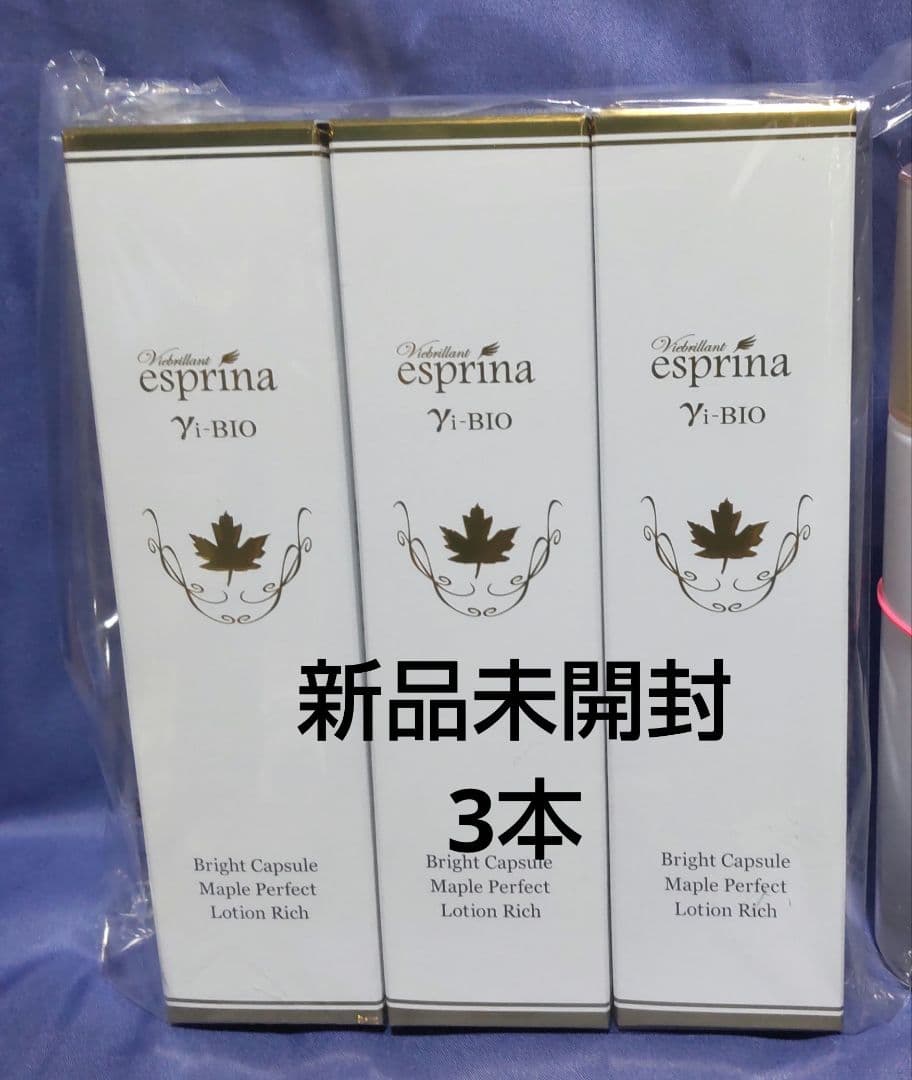 Viebrillant
esprina
γi-BIO
Viebrillant
esprina
γi-BIO
Viebrillant
esprina
γi-BIO
新品未開封
3本
Bright Capsule
Maple Perfect
Lotion Rich
Bright Capsule
Maple Perfect
Lotion Rich
Bright Capsule
Maple Perfect
Lotion Rich